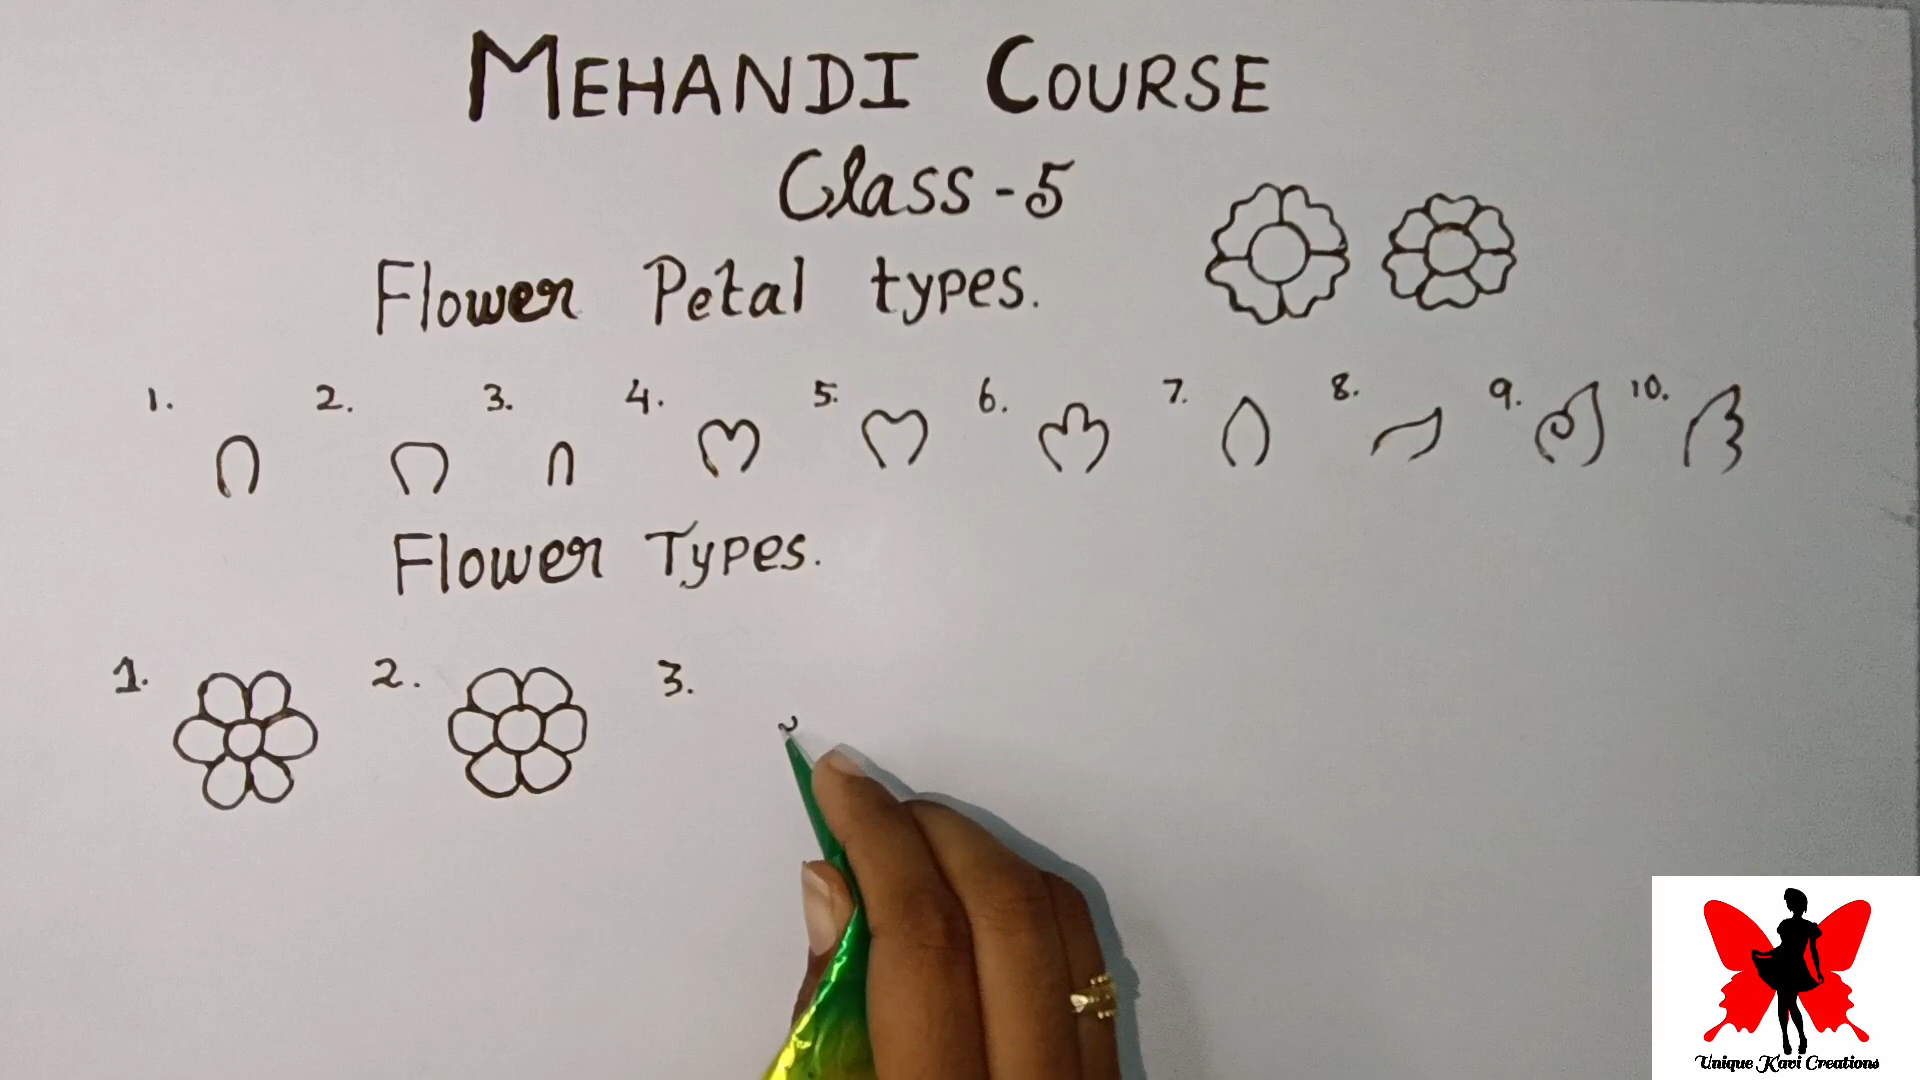 MEHANDI COURSE
Class - 5
Flower Petal types.
1. 2. 3. 4. 5. 6. 7. 8. 9. 10.
Flower Types.
1. 2. 3.
Unique Kavi Creations